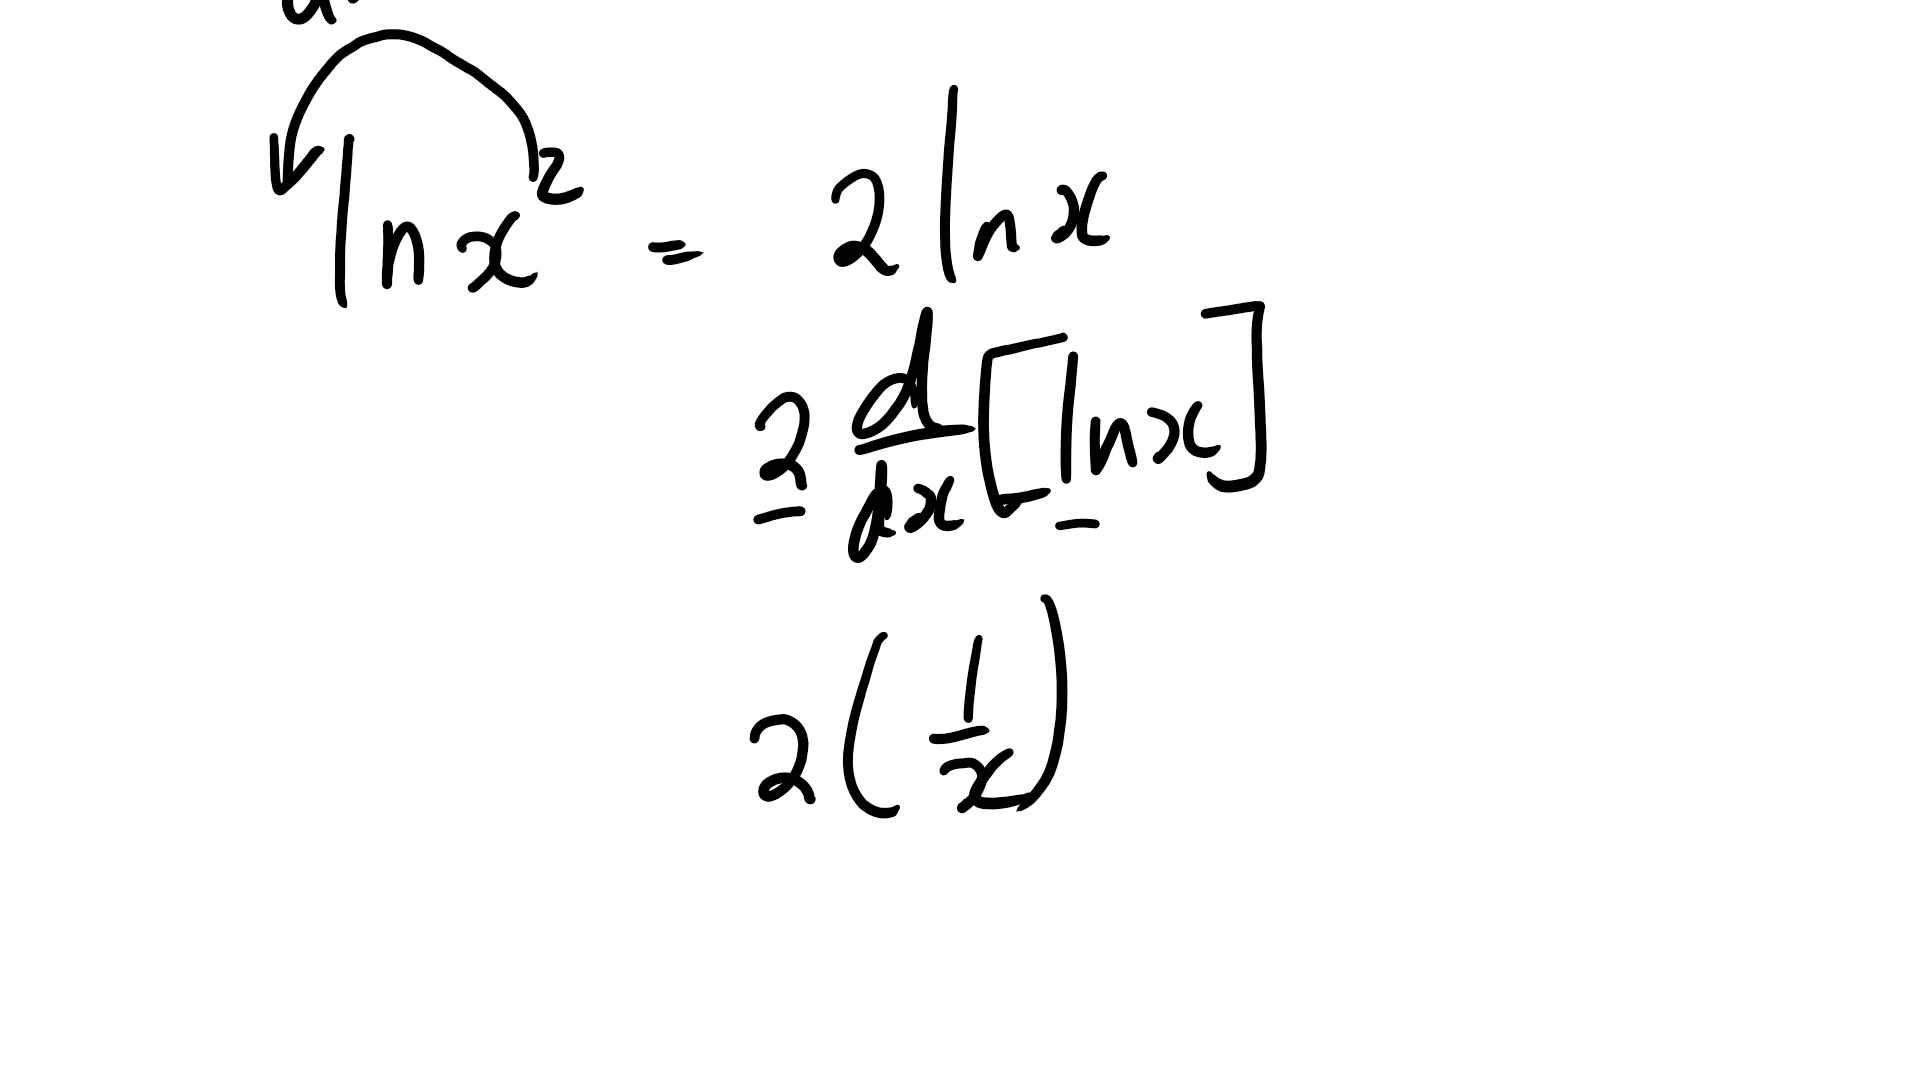 ln x² = 2 ln x
2 d/dx [ln x]
2 (1/x)